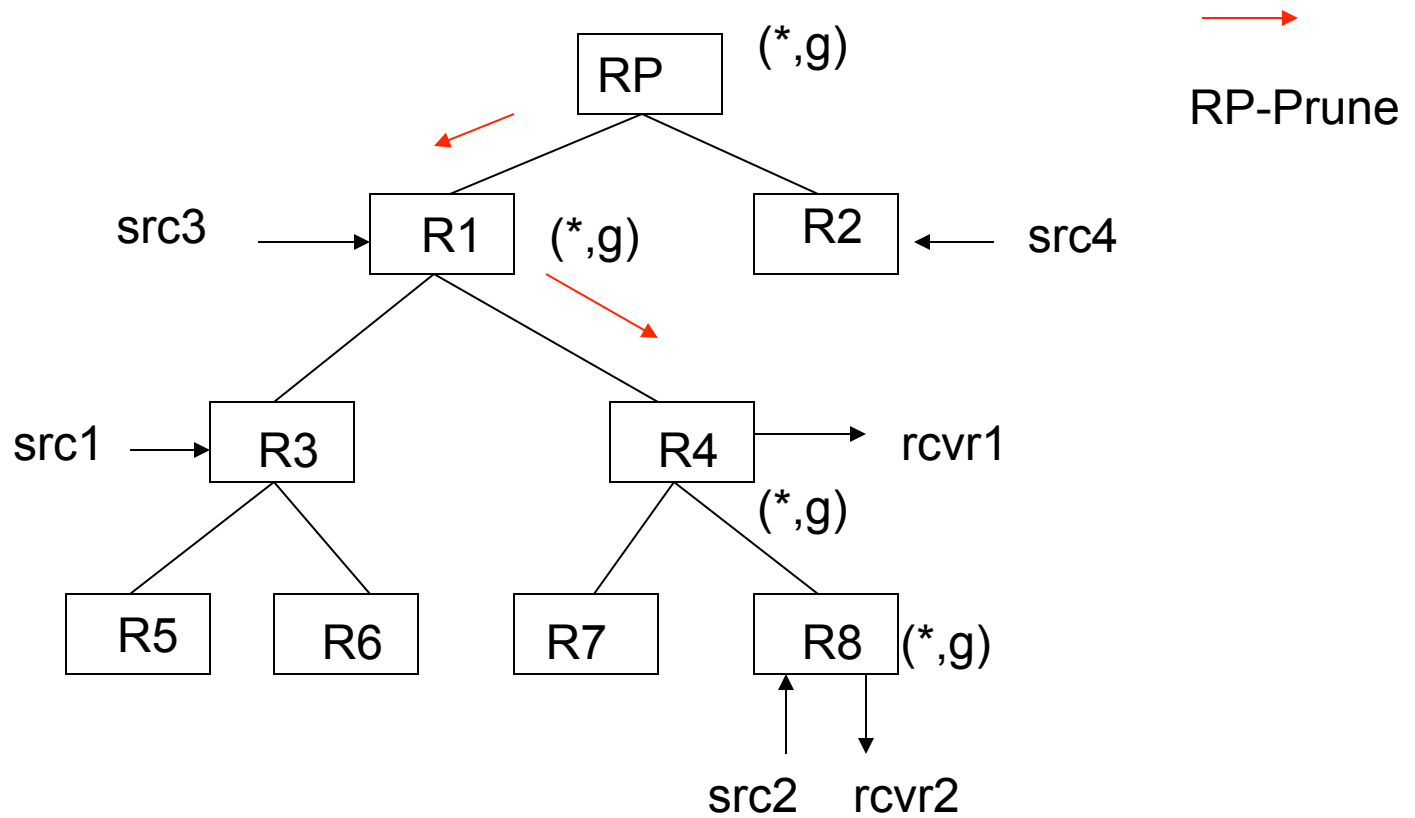 (*,g)
RP
RP-Prune
src3
R1
(*,g)
R2
src4
src1
R3
R4
rcvr1
(*,g)
R5
R6
R7
R8
(*,g)
src2
rcvr2